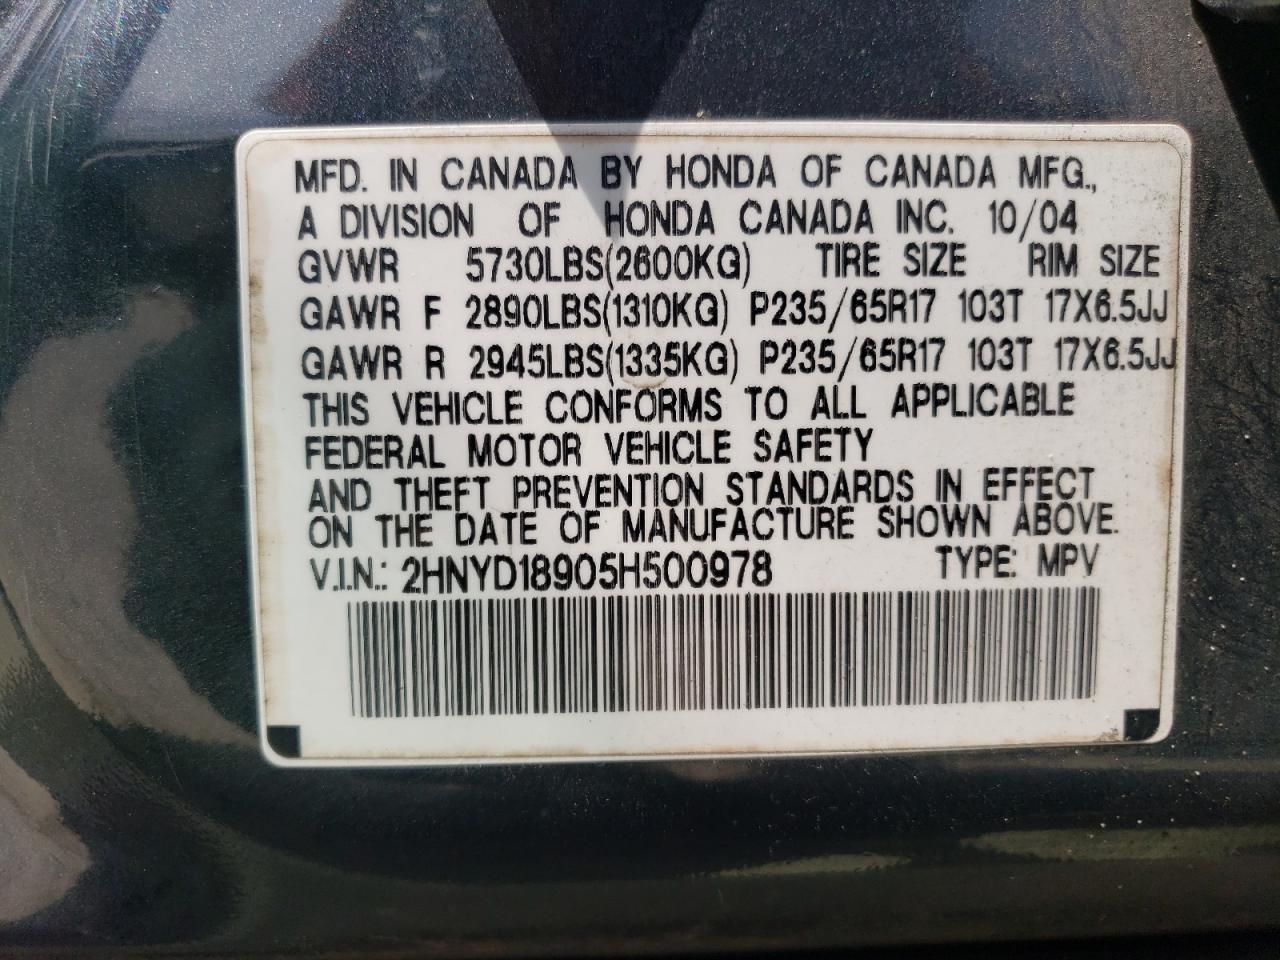 MFD. IN CANADA BY HONDA OF CANADA MFG.,
A DIVISION OF HONDA CANADA INC. 10/04
GVWR 5730LBS(2600KG) TIRE SIZE RIM SIZE
GAWR F 2890LBS(1310KG) P235/65R17 103T 17X6.5JJ
GAWR R 2945LBS(1335KG) P235/65R17 103T 17X6.5JJ
THIS VEHICLE CONFORMS TO ALL APPLICABLE
FEDERAL MOTOR VEHICLE SAFETY
AND THEFT PREVENTION STANDARDS IN EFFECT
ON THE DATE OF MANUFACTURE SHOWN ABOVE.
V.I.N.: 2HNYD18905H500978 TYPE: MPV